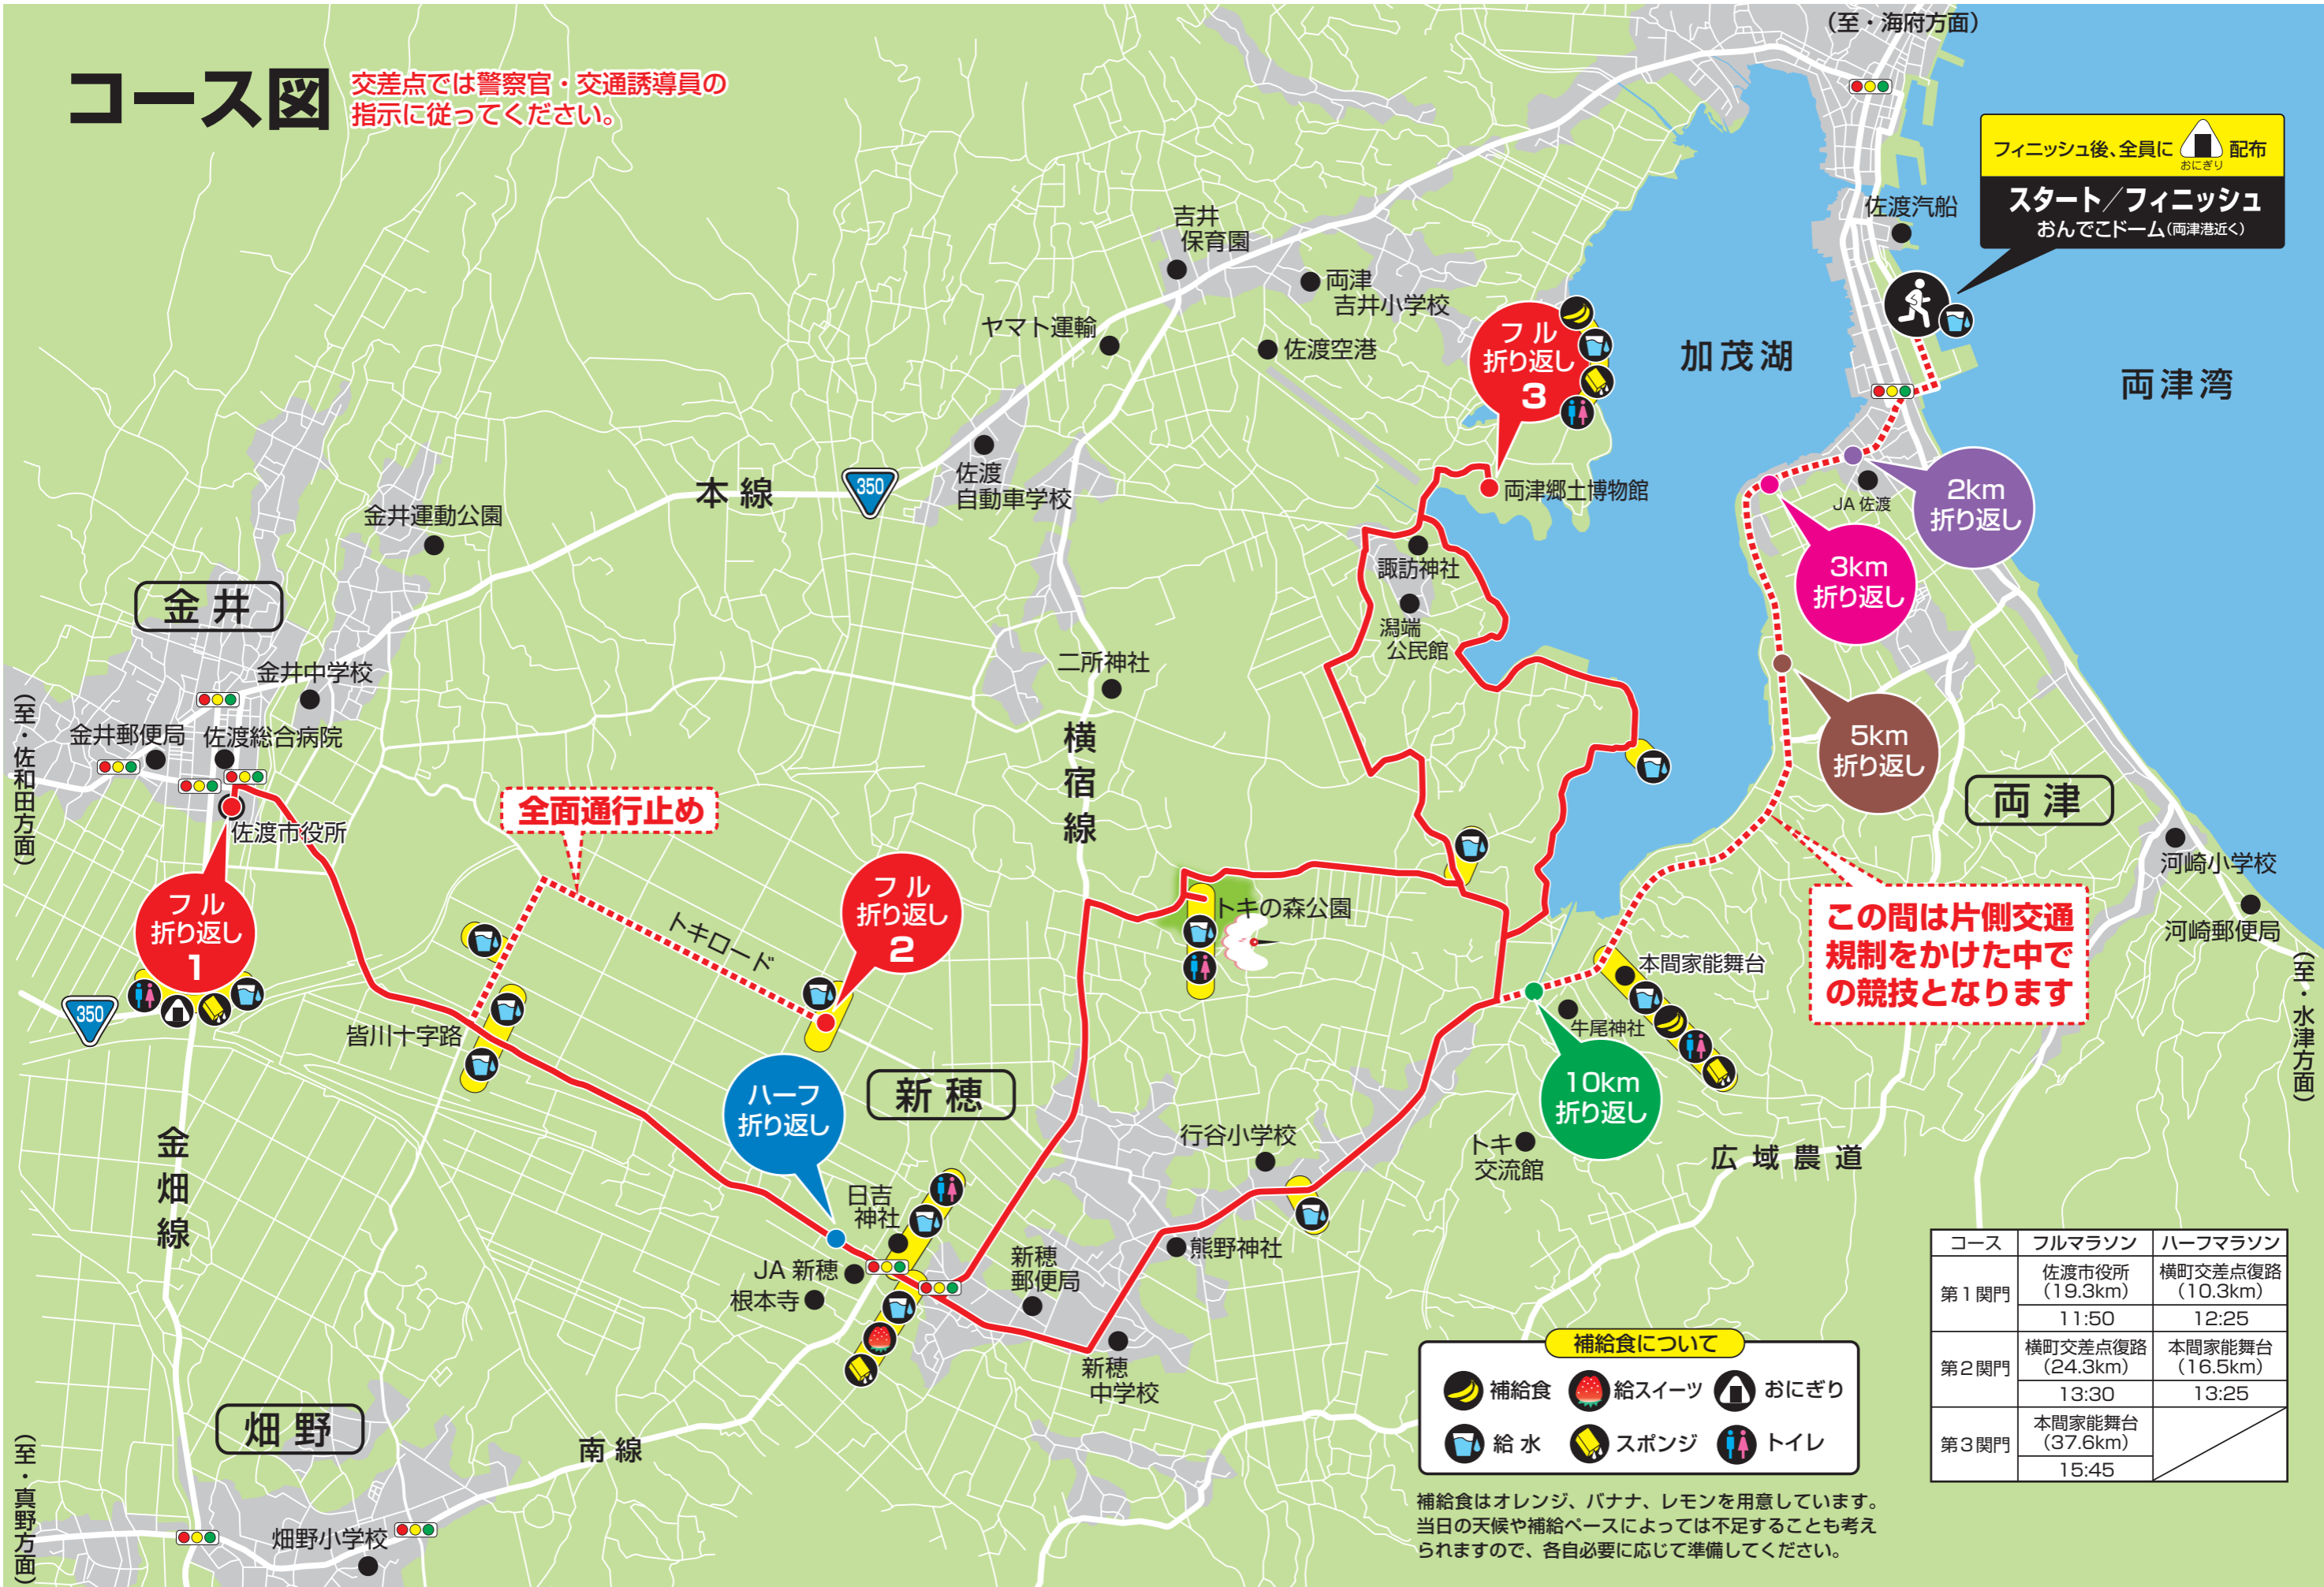 コース図
交差点では警察官・交通誘導員の
指示に従ってください。
（至・海府方面）
フィニッシュ後、全員に
おにぎり
配布
スタート／フィニッシュ
おんでこドーム（両津港近く）
佐渡汽船
吉井
保育園
両津
吉井小学校
ヤマト運輸
佐渡空港
フル
折り返し
3
加茂湖
両津湾
本線
350
佐渡
自動車学校
両津郷土博物館
JA 佐渡
2km
折り返し
金井運動公園
諏訪神社
潟端
公民館
3km
折り返し
金井
金井中学校
二所神社
（至・佐和田方面）
金井郵便局
佐渡総合病院
横宿線
5km
折り返し
両津
佐渡市役所
全面通行止め
河崎小学校
河崎郵便局
フル
折り返し
1
フル
折り返し
2
トキロード
トキの森公園
この間は片側交通
規制をかけた中で
の競技となります
本間家能舞台
（至・水津方面）
350
皆川十字路
牛尾神社
10km
折り返し
ハーフ
折り返し
新穂
行谷小学校
トキ
交流館
広域農道
金畑線
日吉
神社
熊野神社
JA 新穂
新穂
郵便局
根本寺
新穂
中学校
畑野
南線
（至・真野方面）
畑野小学校
コース
フルマラソン
ハーフマラソン
第1関門
佐渡市役所
（19.3km）
横町交差点復路
（10.3km）
11:50
12:25
第2関門
横町交差点復路
（24.3km）
本間家能舞台
（16.5km）
13:30
13:25
第3関門
本間家能舞台
（37.6km）
15:45
補給食について
補給食
給スイーツ
おにぎり
給水
スポンジ
トイレ
補給食はオレンジ、バナナ、レモンを用意しています。
当日の天候や補給ペースによっては不足することも考え
られますので、各自必要に応じて準備してください。